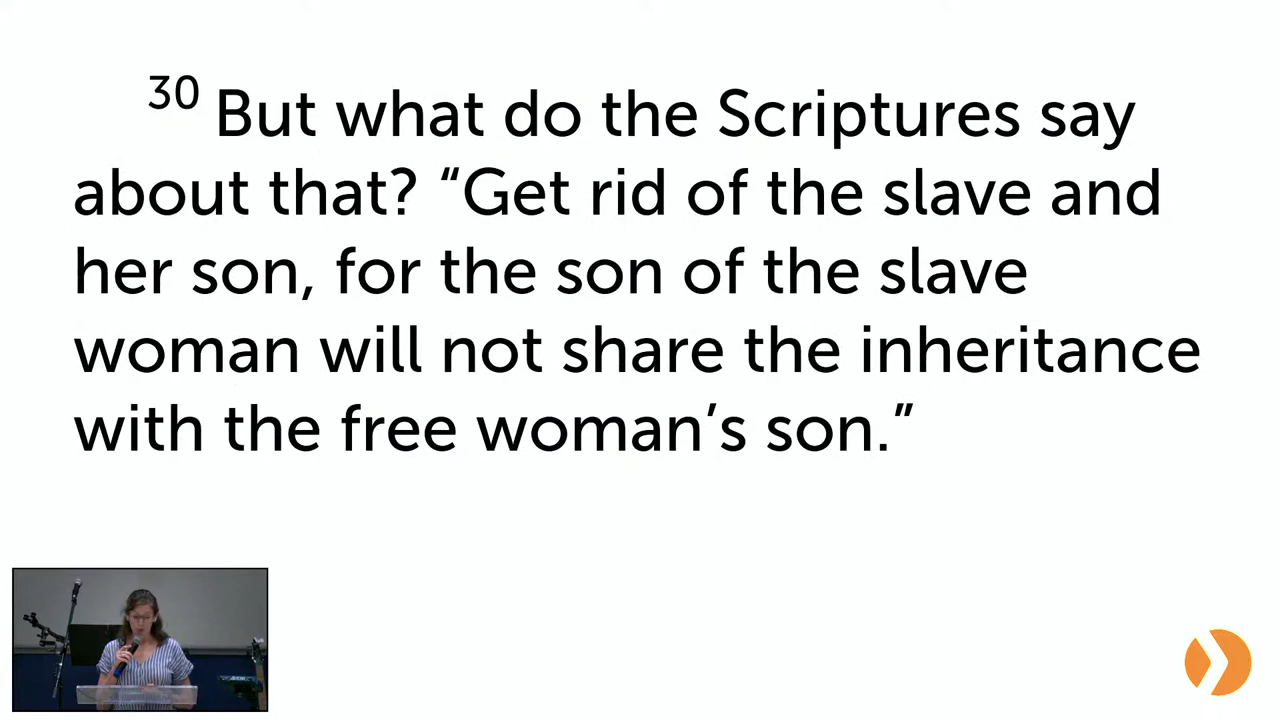 30 But what do the Scriptures say
about that? “Get rid of the slave and
her son, for the son of the slave
woman will not share the inheritance
with the free woman’s son.”